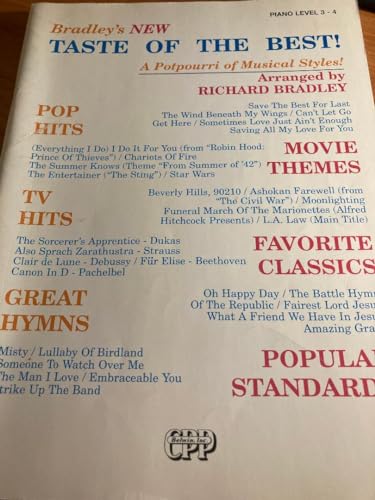 PIANO LEVEL 3 - 4
Bradley's NEW
TASTE OF THE BEST!
A Potpourri of Musical Styles!
Arranged by
RICHARD BRADLEY
POP
HITS
Save The Best For Last
The Wind Beneath My Wings / Can't Let Go
Get Here / Sometimes Love Just Ain't Enough
Saving All My Love For You
MOVIE
THEMES
(Everything I Do) I Do It For You (from "Robin Hood:
Prince Of Thieves") / Chariots Of Fire
The Summer Knows (Theme "From Summer of '42")
The Entertainer ("The Sting") / Star Wars
TV
HITS
Beverly Hills, 90210 / Ashokan Farewell (from
"The Civil War") / Moonlighting
Funeral March Of The Marionettes (Alfred
Hitchcock Presents) / L.A. Law (Main Title)
FAVORITE
CLASSICS
The Sorcerer's Apprentice - Dukas
Also Sprach Zarathustra - Strauss
Clair de Lune - Debussy / Für Elise - Beethoven
Canon In D - Pachelbel
GREAT
HYMNS
Oh Happy Day / The Battle Hymn
Of The Republic / Fairest Lord Jesu
What A Friend We Have In Jesu
Amazing Gra
POPULA
STANDARD
Misty / Lullaby Of Birdland
Someone To Watch Over Me
The Man I Love / Embraceable You
Strike Up The Band
Belwin, Inc.
CPP